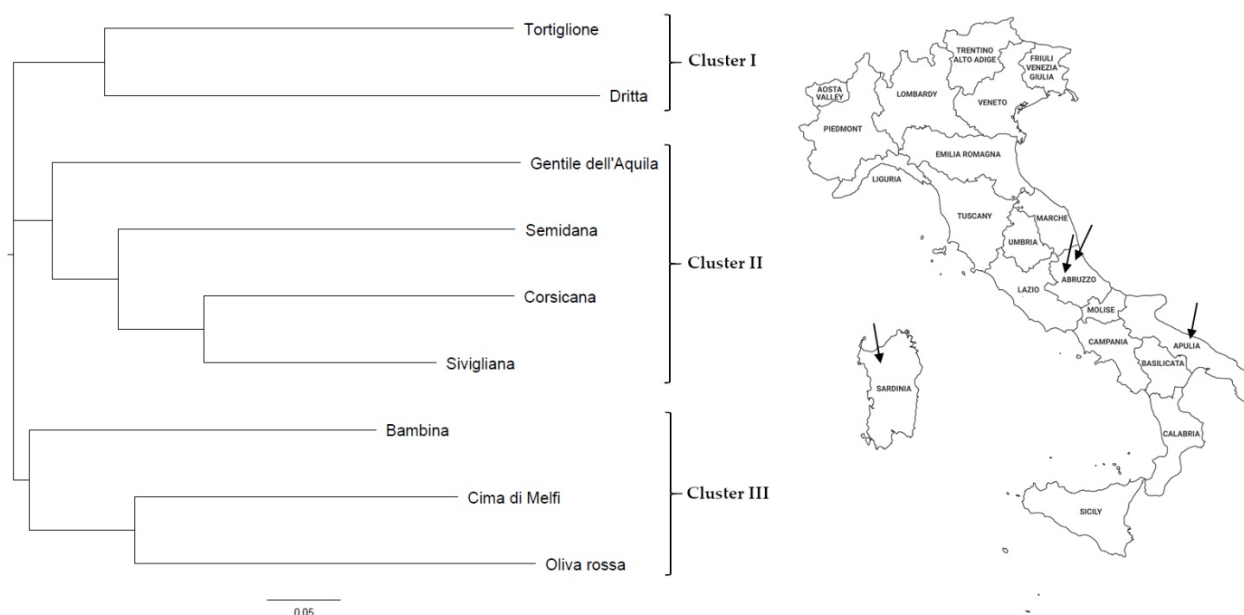 Tortiglione
Dritta
Cluster I
Gentile dell'Aquila
Semidana
Corsicana
Sivigliana
Cluster II
Bambina
Cima di Melfi
Oliva rossa
Cluster III
0.05
TRENTINO
ALTO ADIGE
FRIULI
VENEZIA
GIULIA
AOSTA
VALLEY
LOMBARDY
VENETO
PIEDMONT
EMILIA ROMAGNA
LIGURIA
TUSCANY
MARCHE
UMBRIA
LAZIO
ABRUZZO
MOLISE
CAMPANIA
APULIA
BASILICATA
SARDINIA
CALABRIA
SICILY